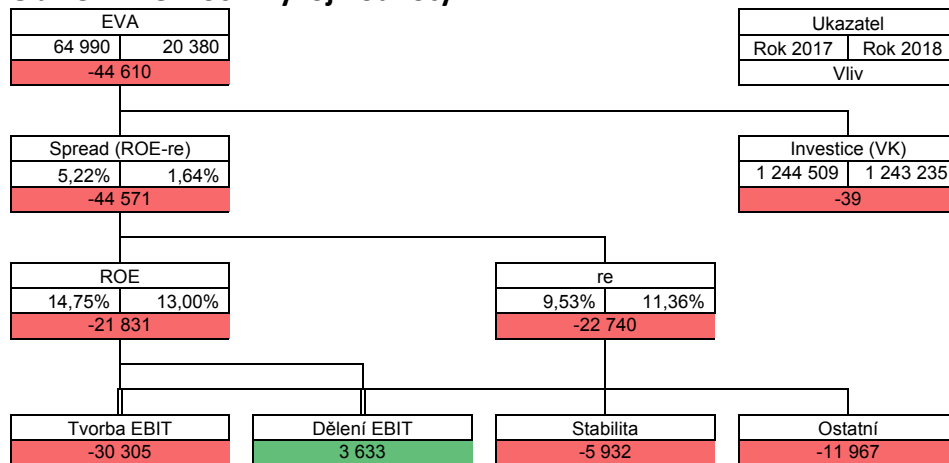 EVA
64 990 20 380
-44 610
Ukazatel
Rok 2017 Rok 2018
Vliv
Spread (ROE-re)
5,22% 1,64%
-44 571
Investice (VK)
1 244 509 1 243 235
-39
ROE
14,75% 13,00%
-21 831
re
9,53% 11,36%
-22 740
Tvorba EBIT
-30 305
Dělení EBIT
3 633
Stabilita
-5 932
Ostatní
-11 967